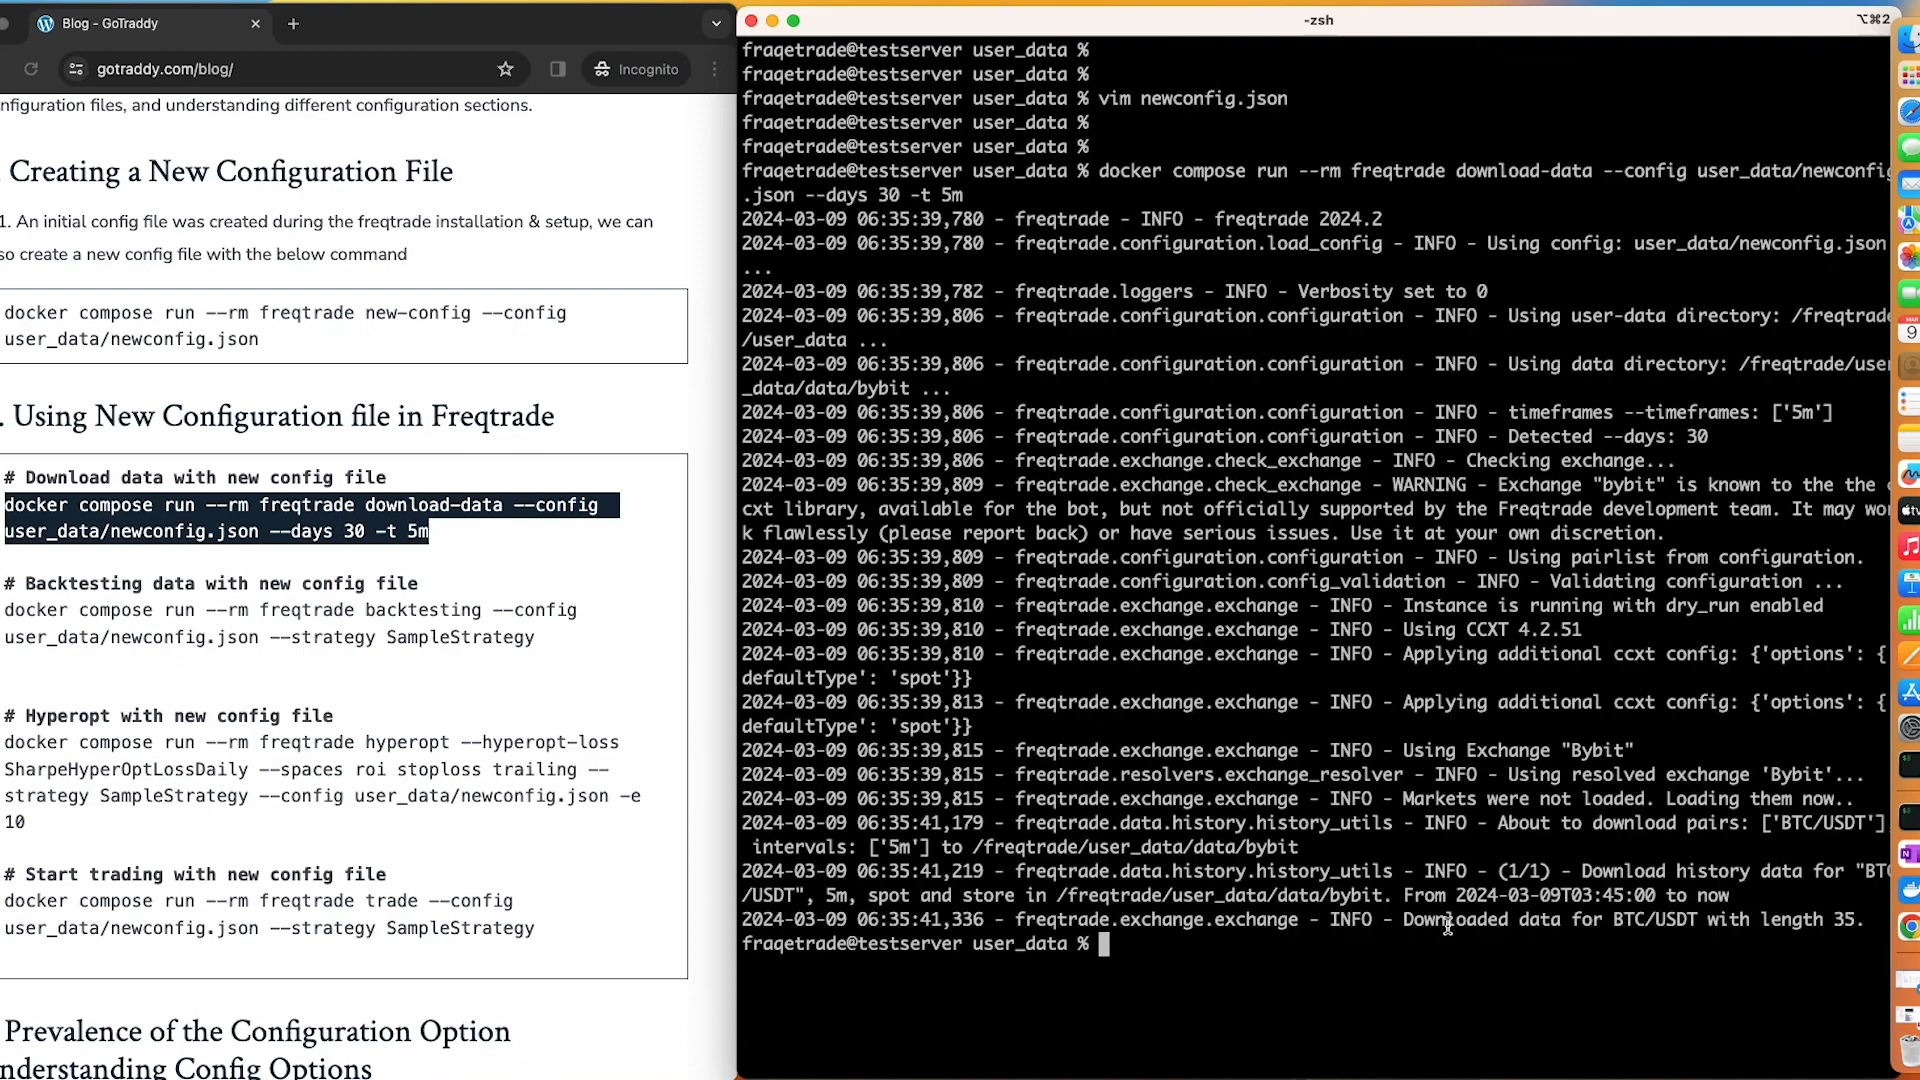 Blog - GoTraddy
gotraddy.com/blog/
Incognito
nfiguration files, and understanding different configuration sections.
. Creating a New Configuration File
1. An initial config file was created during the freqtrade installation & setup, we can
so create a new config file with the below command
docker compose run --rm freqtrade new-config --config
user_data/newconfig.json
. Using New Configuration file in Freqtrade
# Download data with new config file
docker compose run --rm freqtrade download-data --config
user_data/newconfig.json --days 30 -t 5m
# Backtesting data with new config file
docker compose run --rm freqtrade backtesting --config
user_data/newconfig.json --strategy SampleStrategy
# Hyperopt with new config file
docker compose run --rm freqtrade hyperopt --hyperopt-loss
SharpeHyperOptLossDaily --spaces roi stoploss trailing --
strategy SampleStrategy --config user_data/newconfig.json -e
10
# Start trading with new config file
docker compose run --rm freqtrade trade --config
user_data/newconfig.json --strategy SampleStrategy
Prevalence of the Configuration Option
nderstanding Config Options
-zsh
⌥⌘2
fraqetrade@testserver user_data %
fraqetrade@testserver user_data %
fraqetrade@testserver user_data % vim newconfig.json
fraqetrade@testserver user_data %
fraqetrade@testserver user_data %
fraqetrade@testserver user_data % docker compose run --rm freqtrade download-data --config user_data/newconfig
.json --days 30 -t 5m
2024-03-09 06:35:39,780 - freqtrade - INFO - freqtrade 2024.2
2024-03-09 06:35:39,780 - freqtrade.configuration.load_config - INFO - Using config: user_data/newconfig.json
...
2024-03-09 06:35:39,782 - freqtrade.loggers - INFO - Verbosity set to 0
2024-03-09 06:35:39,806 - freqtrade.configuration.configuration - INFO - Using user-data directory: /freqtrade
/user_data ...
2024-03-09 06:35:39,806 - freqtrade.configuration.configuration - INFO - Using data directory: /freqtrade/user
_data/data/bybit ...
2024-03-09 06:35:39,806 - freqtrade.configuration.configuration - INFO - timeframes --timeframes: ['5m']
2024-03-09 06:35:39,806 - freqtrade.configuration.configuration - INFO - Detected --days: 30
2024-03-09 06:35:39,806 - freqtrade.exchange.check_exchange - INFO - Checking exchange...
2024-03-09 06:35:39,809 - freqtrade.exchange.check_exchange - WARNING - Exchange "bybit" is known to the the c
cxt library, available for the bot, but not officially supported by the Freqtrade development team. It may wor
k flawlessly (please report back) or have serious issues. Use it at your own discretion.
2024-03-09 06:35:39,809 - freqtrade.configuration.configuration - INFO - Using pairlist from configuration.
2024-03-09 06:35:39,809 - freqtrade.configuration.config_validation - INFO - Validating configuration ...
2024-03-09 06:35:39,810 - freqtrade.exchange.exchange - INFO - Instance is running with dry_run enabled
2024-03-09 06:35:39,810 - freqtrade.exchange.exchange - INFO - Using CCXT 4.2.51
2024-03-09 06:35:39,810 - freqtrade.exchange.exchange - INFO - Applying additional ccxt config: {'options': {
defaultType': 'spot'}}
2024-03-09 06:35:39,813 - freqtrade.exchange.exchange - INFO - Applying additional ccxt config: {'options': {
defaultType': 'spot'}}
2024-03-09 06:35:39,815 - freqtrade.exchange.exchange - INFO - Using Exchange "Bybit"
2024-03-09 06:35:39,815 - freqtrade.resolvers.exchange_resolver - INFO - Using resolved exchange 'Bybit'...
2024-03-09 06:35:39,815 - freqtrade.exchange.exchange - INFO - Markets were not loaded. Loading them now..
2024-03-09 06:35:41,179 - freqtrade.data.history.history_utils - INFO - About to download pairs: ['BTC/USDT']
intervals: ['5m'] to /freqtrade/user_data/data/bybit
2024-03-09 06:35:41,219 - freqtrade.data.history.history_utils - INFO - (1/1) - Download history data for "BTC
/USDT", 5m, spot and store in /freqtrade/user_data/data/bybit. From 2024-03-09T03:45:00 to now
2024-03-09 06:35:41,336 - freqtrade.exchange.exchange - INFO - Downloaded data for BTC/USDT with length 35.
fraqetrade@testserver user_data %
9
tv